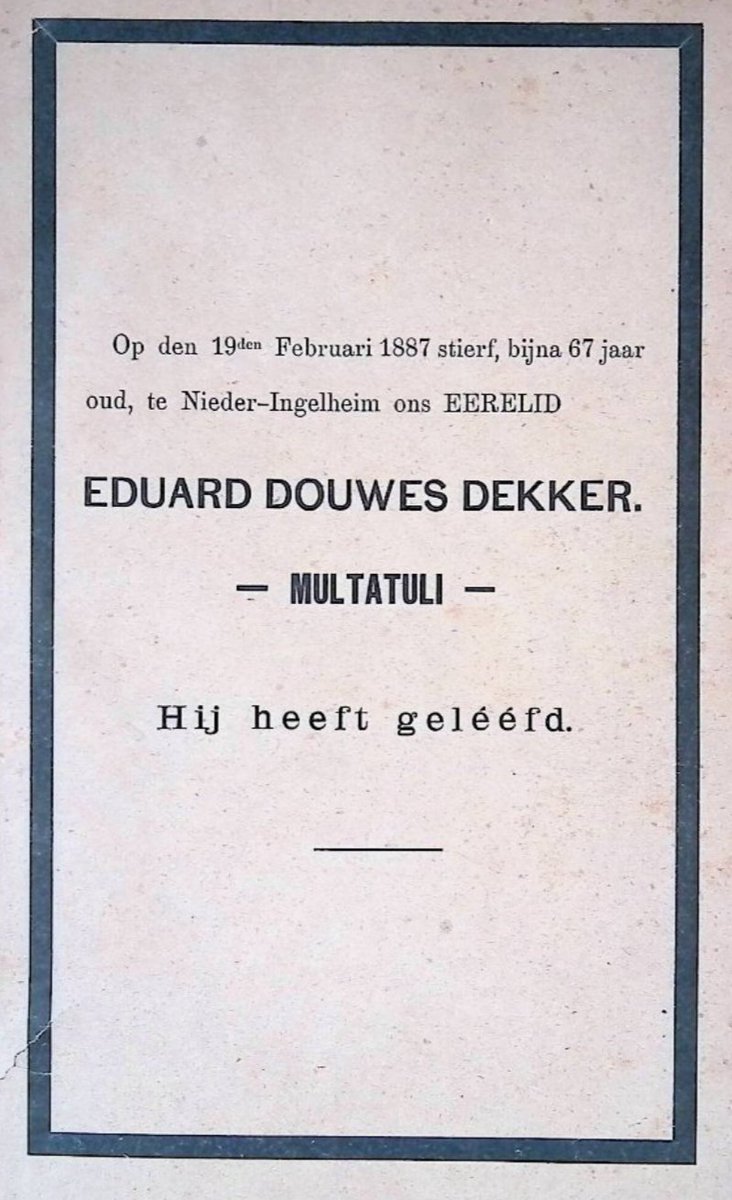 Op den 19den Februari 1887 stierf, bijna 67 jaar
oud, te Nieder-Ingelheim ons EERELID
EDUARD DOUWES DEKKER.
— MULTATULI —
Hij heeft gelééfd.